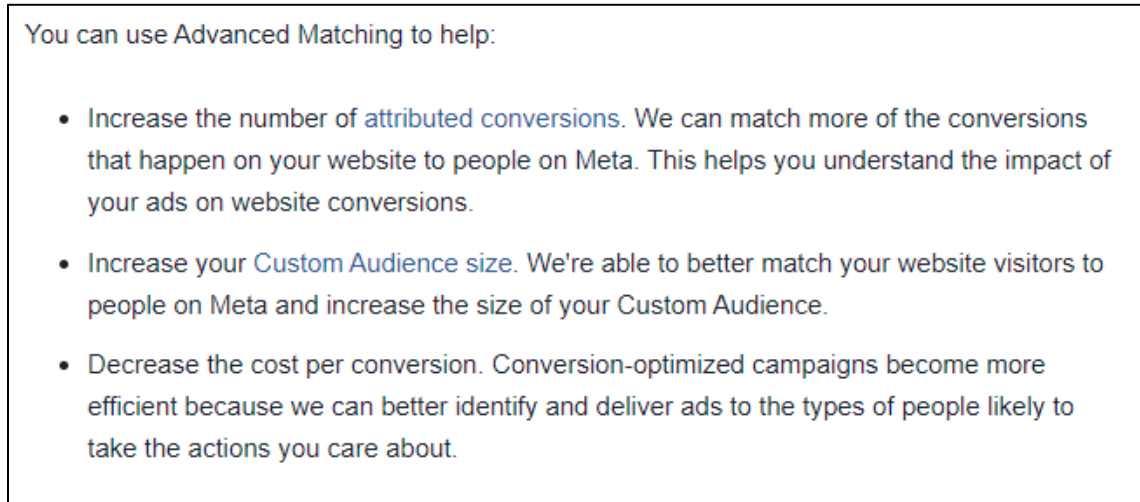 You can use Advanced Matching to help:
• Increase the number of attributed conversions. We can match more of the conversions
that happen on your website to people on Meta. This helps you understand the impact of
your ads on website conversions.
• Increase your Custom Audience size. We're able to better match your website visitors to
people on Meta and increase the size of your Custom Audience.
• Decrease the cost per conversion. Conversion-optimized campaigns become more
efficient because we can better identify and deliver ads to the types of people likely to
take the actions you care about.